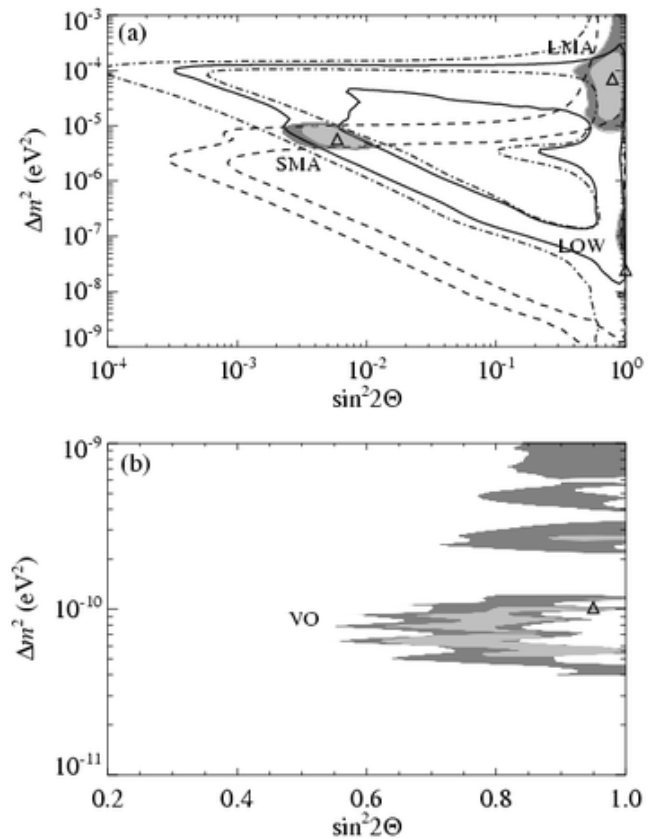 (a)
10⁻³
LMA
10⁻⁴
10⁻⁵
SMA
10⁻⁶
Δm² (eV²)
10⁻⁷
LOW
10⁻⁸
10⁻⁹
10⁻⁴ 10⁻³ 10⁻² 10⁻¹ 10⁰
sin²2Θ
(b)
10⁻⁹
Δm² (eV²)
10⁻¹⁰
VO
10⁻¹¹
0.2 0.4 0.6 0.8 1.0
sin²2Θ